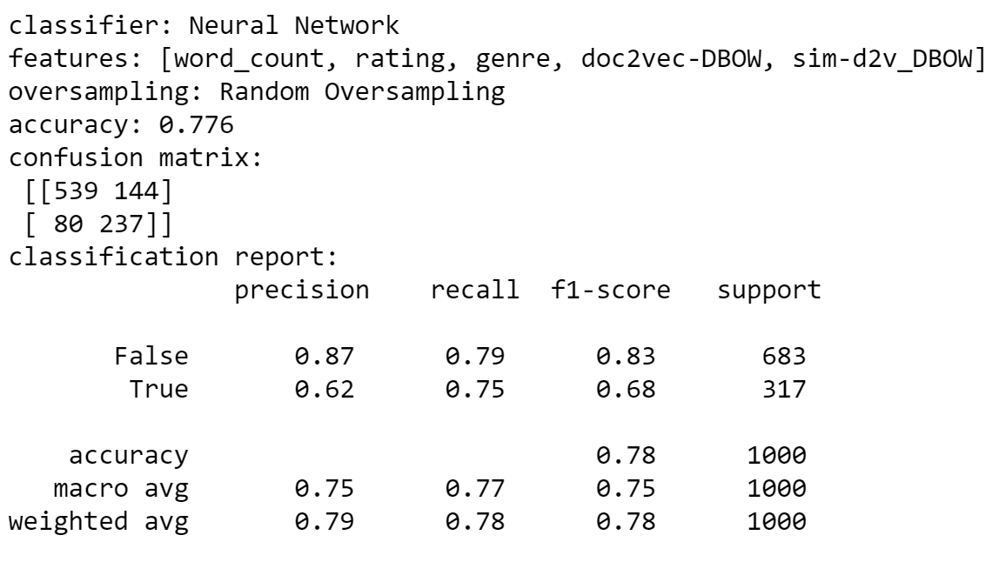 classifier: Neural Network
features: [word_count, rating, genre, doc2vec-DBOW, sim-d2v_DBOW]
oversampling: Random Oversampling
accuracy: 0.776
confusion matrix:
[[539 144]
[ 80 237]]
classification report:
precision recall f1-score support
False 0.87 0.79 0.83 683
True 0.62 0.75 0.68 317
accuracy 0.78 1000
macro avg 0.75 0.77 0.75 1000
weighted avg 0.79 0.78 0.78 1000